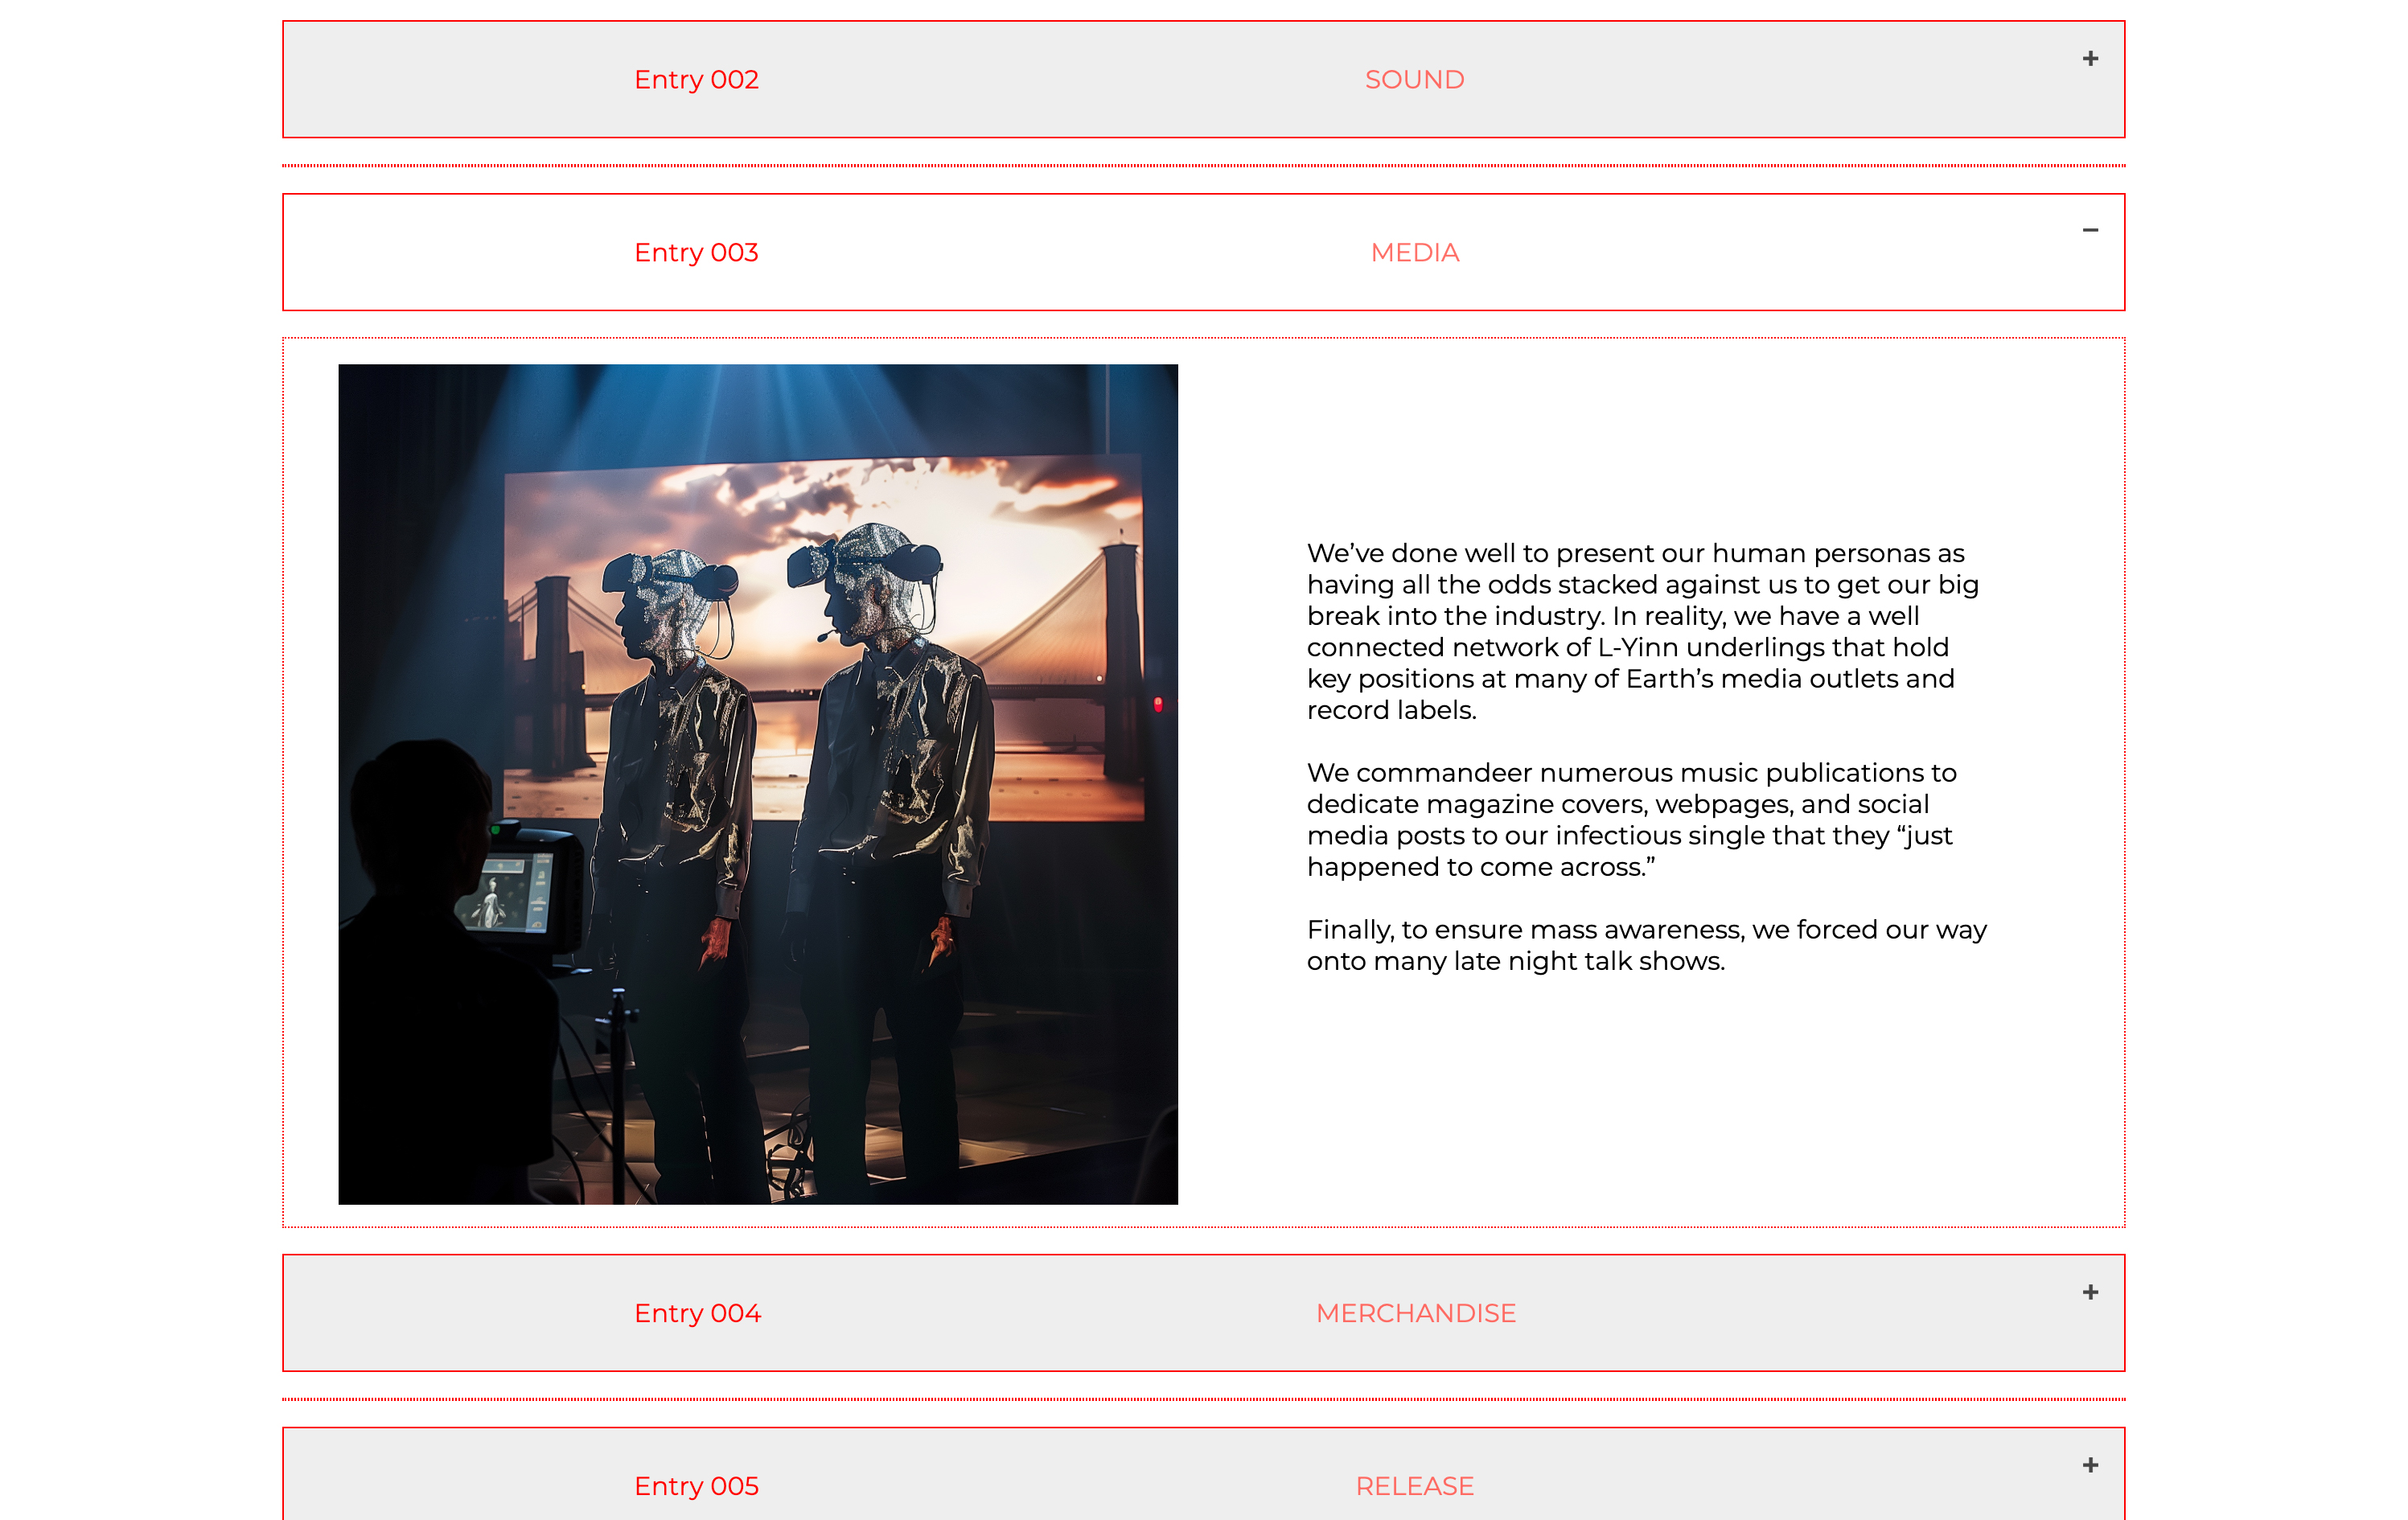 Entry 002
SOUND
Entry 003
MEDIA
We’ve done well to present our human personas as
having all the odds stacked against us to get our big
break into the industry. In reality, we have a well
connected network of L-Yinn underlings that hold
key positions at many of Earth’s media outlets and
record labels.
We commandeer numerous music publications to
dedicate magazine covers, webpages, and social
media posts to our infectious single that they “just
happened to come across.”
Finally, to ensure mass awareness, we forced our way
onto many late night talk shows.
Entry 004
MERCHANDISE
Entry 005
RELEASE